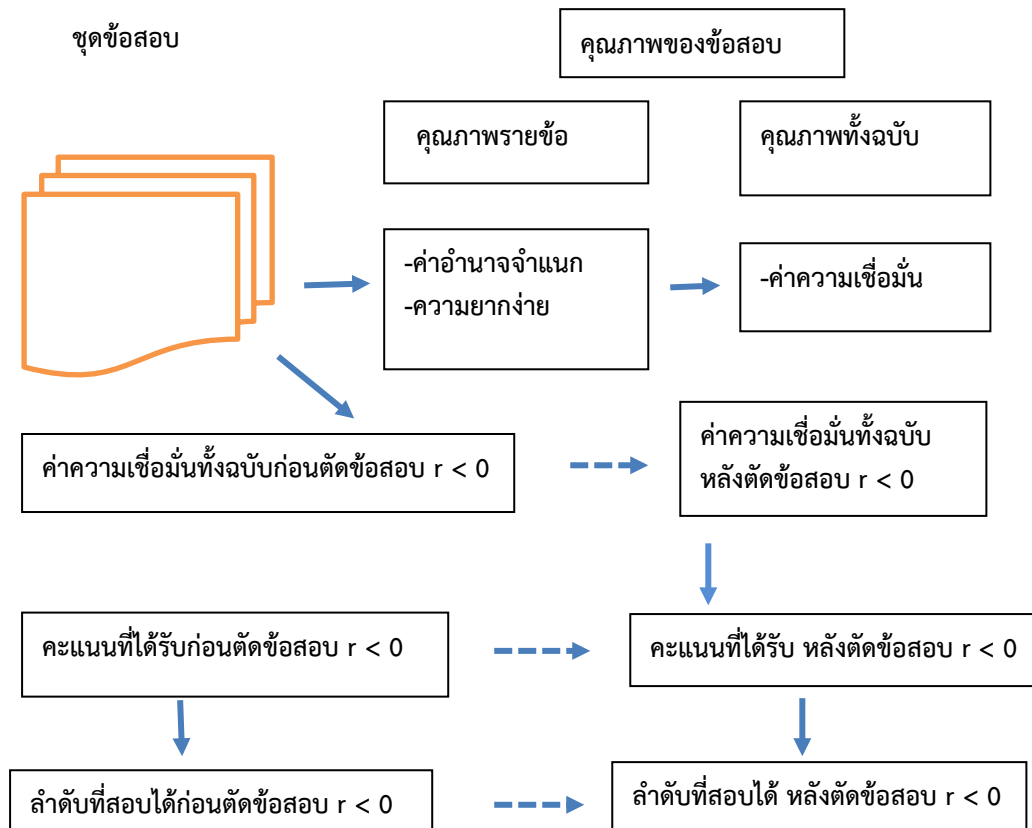 ชุดข้อสอบ
คุณภาพของข้อสอบ
คุณภาพรายข้อ
คุณภาพทั้งฉบับ
-ค่าอำนาจจำแนก
-ความยากง่าย
-ค่าความเชื่อมั่น
ค่าความเชื่อมั่นทั้งฉบับก่อนตัดข้อสอบ r < 0
ค่าความเชื่อมั่นทั้งฉบับ
หลังตัดข้อสอบ r < 0
คะแนนที่ได้รับก่อนตัดข้อสอบ r < 0
คะแนนที่ได้รับ หลังตัดข้อสอบ r < 0
ลำดับที่สอบได้ก่อนตัดข้อสอบ r < 0
ลำดับที่สอบได้ หลังตัดข้อสอบ r < 0